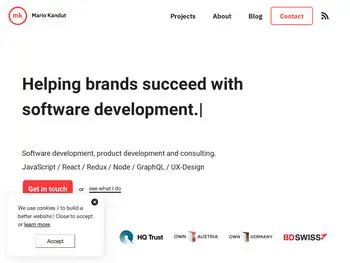 mk Mario Kandut
Projects About Blog Contact
Helping brands succeed with
software development.|
Software development, product development and consulting.
JavaScript / React / Redux / Node / GraphQL / UX-Design
Get in touch or see what I do
We use cookies to build a
better website! Close to accept
or learn more
Accept
HQ Trust OWN AUSTRIA OWN GERMANY BDSWISS